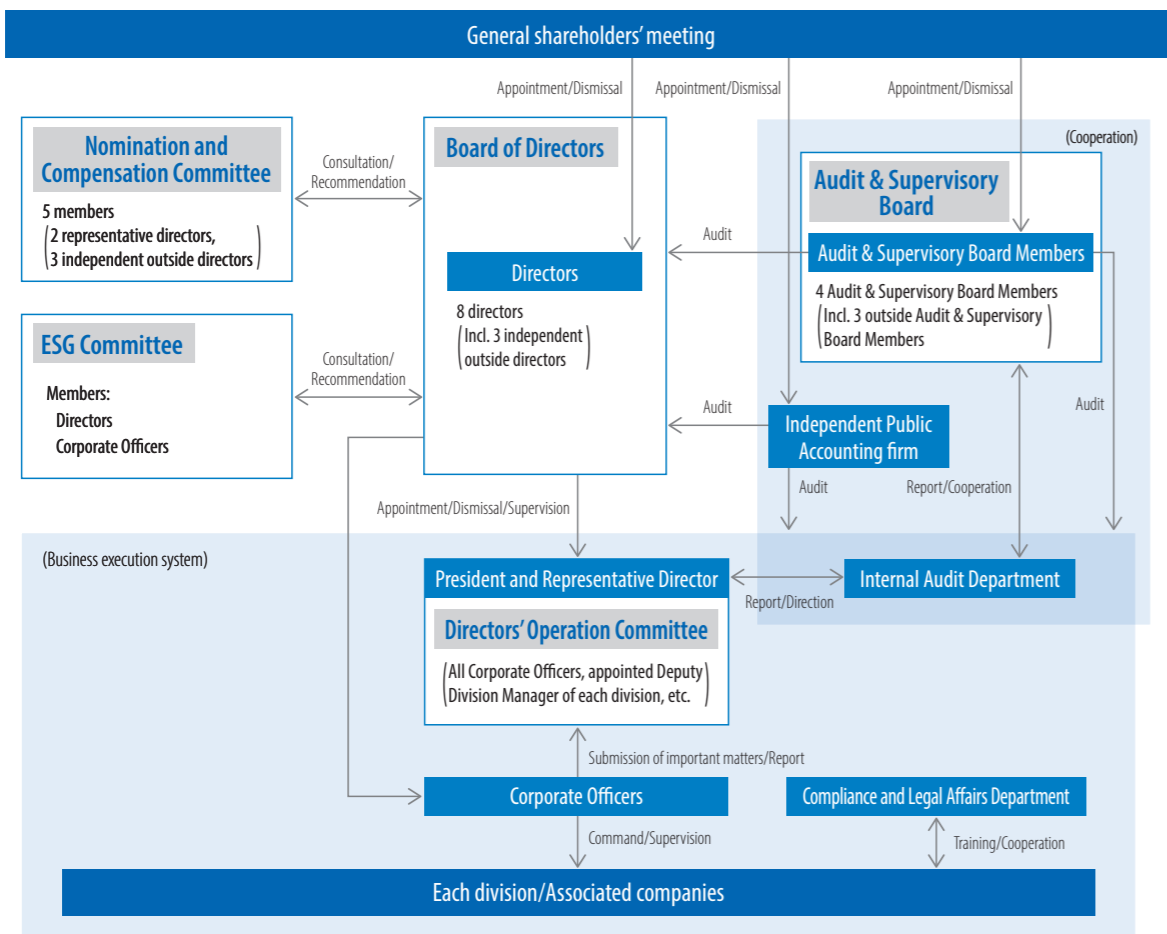 General shareholders' meeting
Appointment/Dismissal
Appointment/Dismissal
Appointment/Dismissal
Nomination and
Compensation Committee
5 members
(2 representative directors,
3 independent outside directors)
Consultation/
Recommendation
Board of Directors
Directors
8 directors
(Incl. 3 independent
outside directors)
(Cooperation)
Audit & Supervisory
Board
Audit & Supervisory Board Members
4 Audit & Supervisory Board Members
(Incl. 3 outside Audit & Supervisory
Board Members)
Audit
ESG Committee
Members:
Directors
Corporate Officers
Consultation/
Recommendation
Audit
Independent Public
Accounting firm
Audit
Audit
Report/Cooperation
Appointment/Dismissal/Supervision
(Business execution system)
President and Representative Director
Directors' Operation Committee
(All Corporate Officers, appointed Deputy
Division Manager of each division, etc.)
Report/Direction
Internal Audit Department
Submission of important matters/Report
Corporate Officers
Compliance and Legal Affairs Department
Command/Supervision
Training/Cooperation
Each division/Associated companies